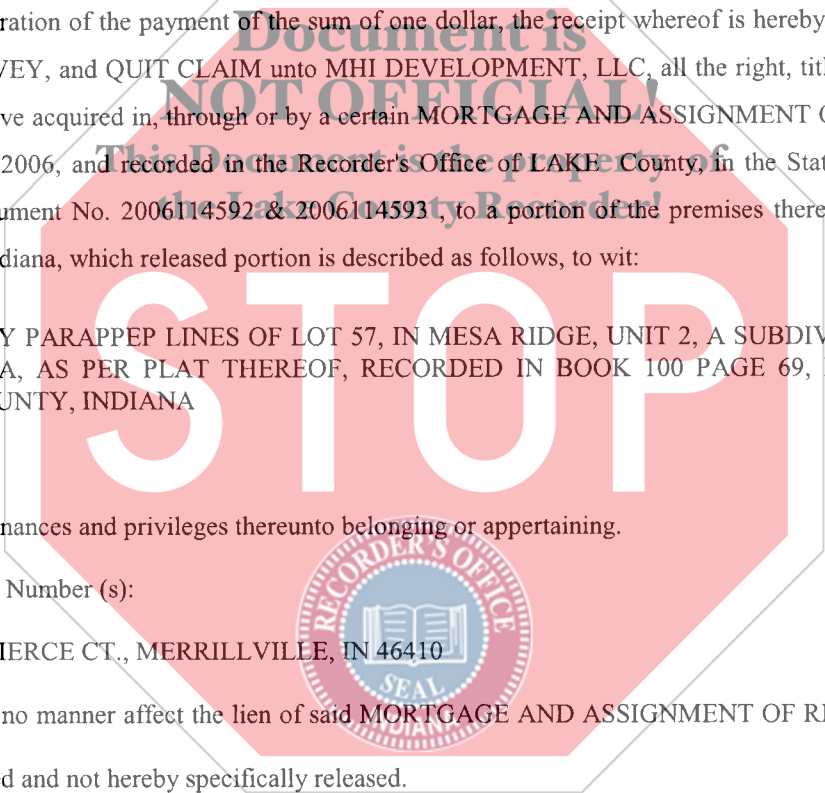 ration of the payment of the sum of one dollar, the receipt whereof is hereby
Document is
VEY, and QUIT CLAIM unto MHI DEVELOPMENT, LLC, all the right, titl
NOT OFFICIAL!
ve acquired in, through or by a certain MORTGAGE AND ASSIGNMENT O
This Document is the property of
2006, and recorded in the Recorder's Office of LAKE County, in the Stat
the Lake County Recorder!
ument No. 2006114592 & 2006114593 , to a portion of the premises there
diana, which released portion is described as follows, to wit:
STOP
Y PARAPPEP LINES OF LOT 57, IN MESA RIDGE, UNIT 2, A SUBDIV
A, AS PER PLAT THEREOF, RECORDED IN BOOK 100 PAGE 69,
UNTY, INDIANA
nances and privileges thereunto belonging or appertaining.
RECORDER'S OFFICE
Number (s):
IERCE CT., MERRILLVILLE, IN 46410
SEAL
no manner affect the lien of said MORTGAGE AND ASSIGNMENT OF RE
INDIANA
d and not hereby specifically released.